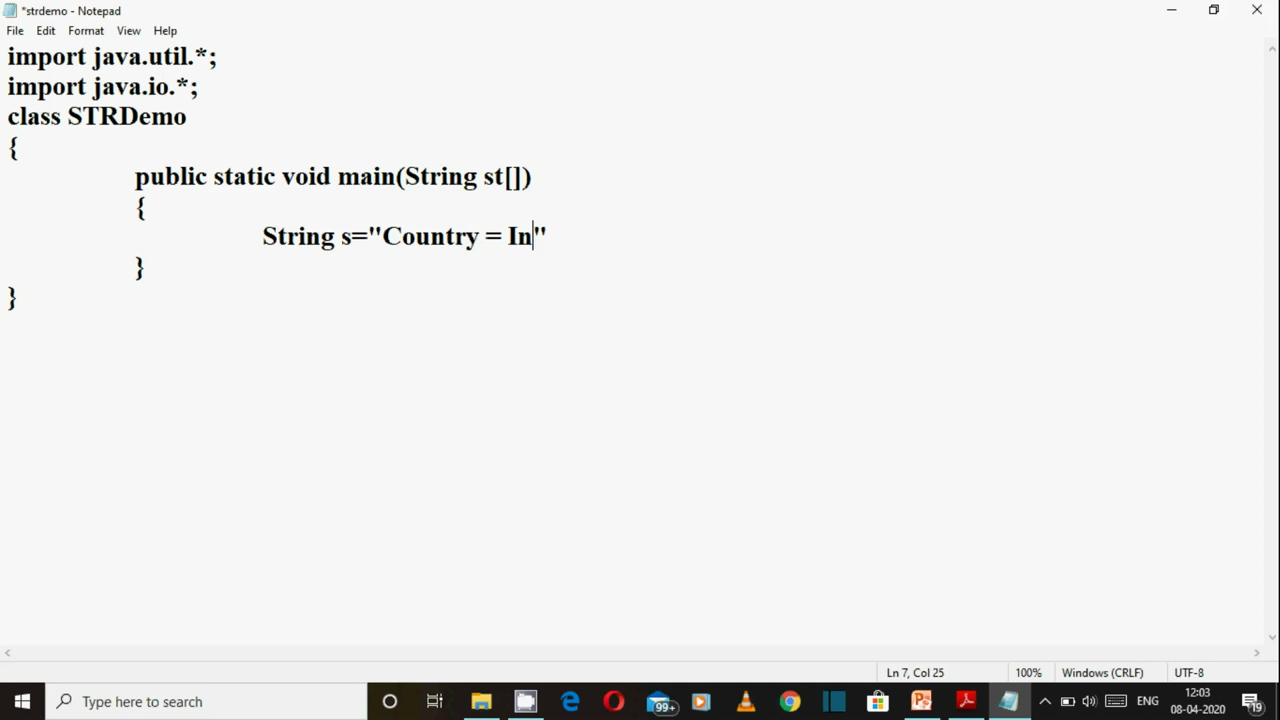 *strdemo - Notepad
File Edit Format View Help
import java.util.*;
import java.io.*;
class STRDemo
{
public static void main(String st[])
{
String s="Country = In"
}
}
Ln 7, Col 25 100% Windows (CRLF) UTF-8
Type here to search 99+ ENG 12:03
08-04-2020 19